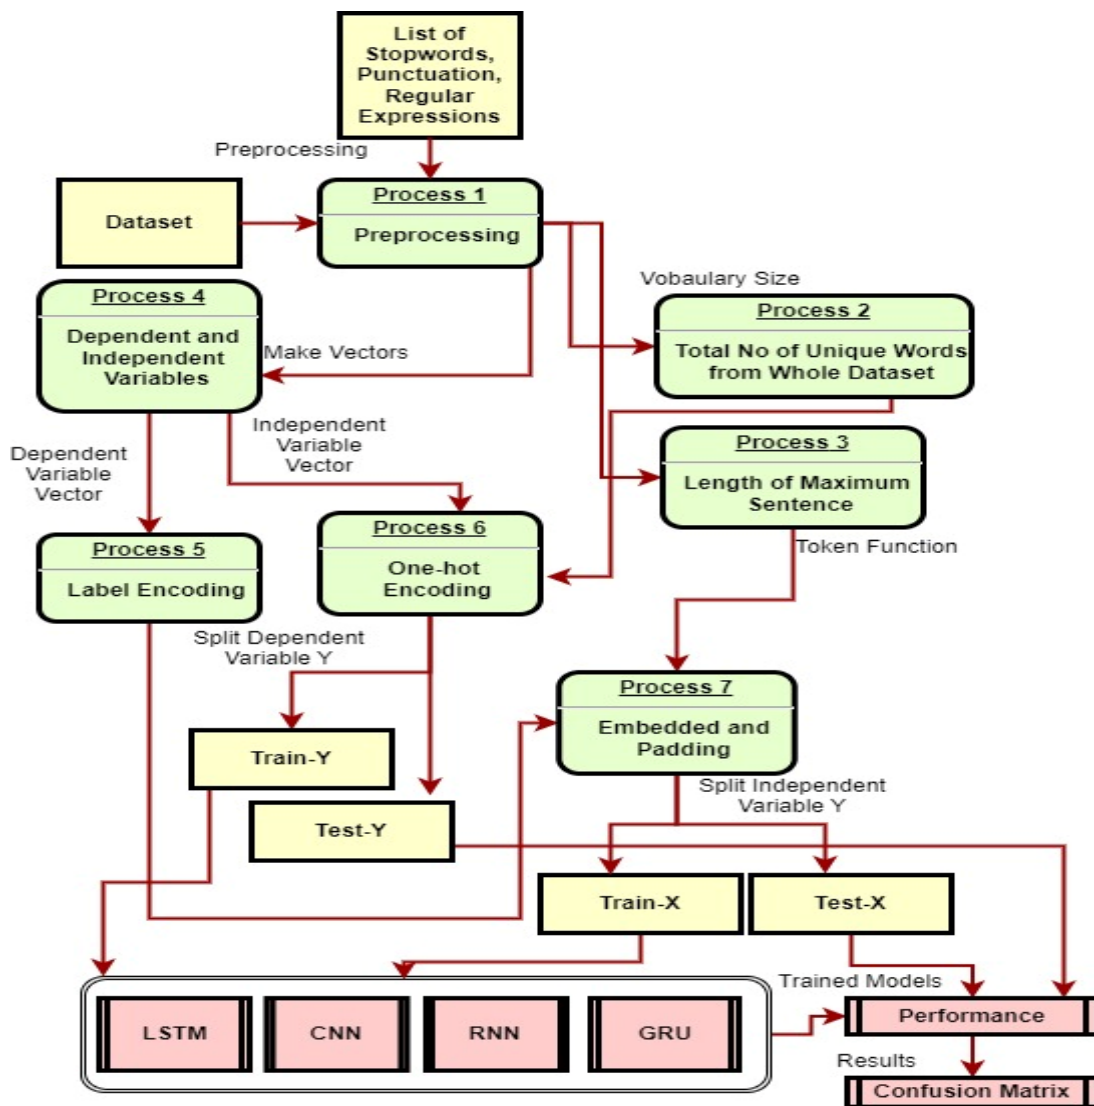 List of
Stopwords,
Punctuation,
Regular
Expressions
Preprocessing
Process 1
Preprocessing
Dataset
Process 4
Dependent and
Independent
Variables
Make Vectors
Vobaulary Size
Process 2
Total No of Unique Words
from Whole Dataset
Dependent
Variable
Vector
Independent
Variable
Vector
Process 3
Length of Maximum
Sentence
Token Function
Process 5
Label Encoding
Process 6
One-hot
Encoding
Split Dependent
Variable Y
Process 7
Embedded and
Padding
Train-Y
Test-Y
Split Independent
Variable Y
Train-X
Test-X
LSTM
CNN
RNN
GRU
Trained Models
Performance
Results
Confusion Matrix